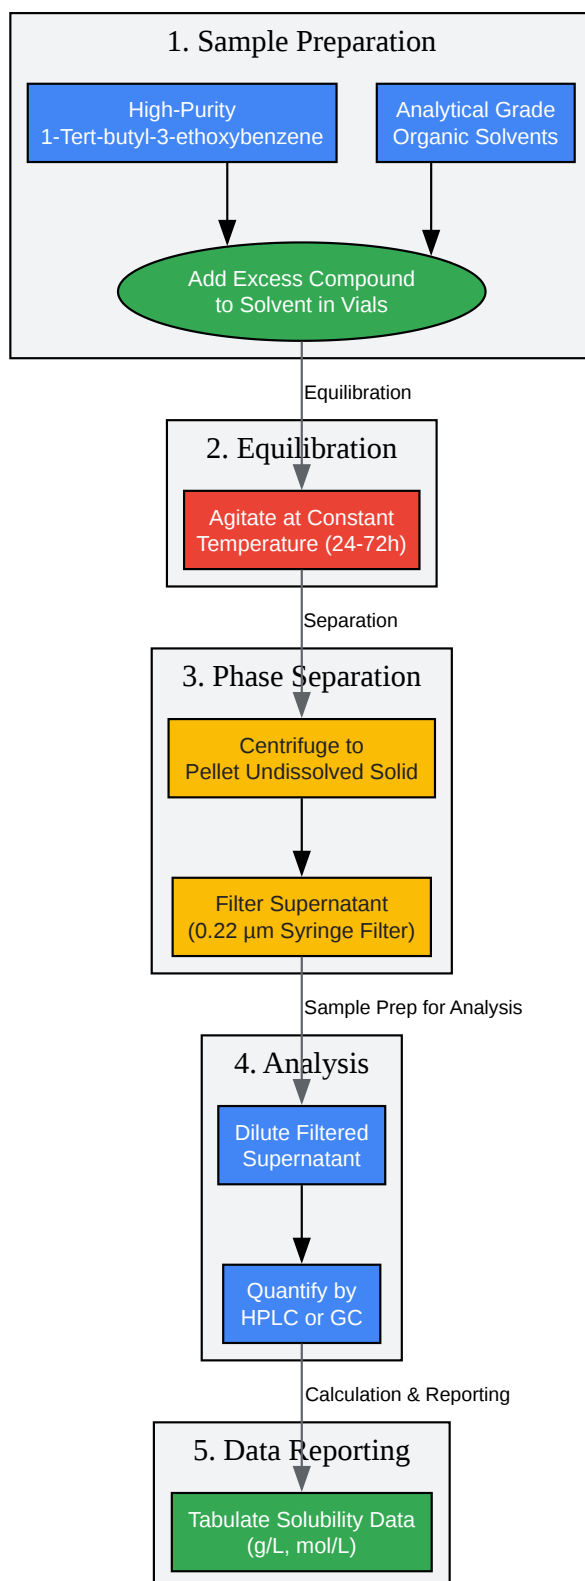 1. Sample Preparation
High-Purity
1-Tert-butyl-3-ethoxybenzene
Analytical Grade
Organic Solvents
Add Excess Compound
to Solvent in Vials
Equilibration
2. Equilibration
Agitate at Constant
Temperature (24-72h)
Separation
3. Phase Separation
Centrifuge to
Pellet Undissolved Solid
Filter Supernatant
(0.22 µm Syringe Filter)
Sample Prep for Analysis
4. Analysis
Dilute Filtered
Supernatant
Quantify by
HPLC or GC
Calculation & Reporting
5. Data Reporting
Tabulate Solubility Data
(g/L, mol/L)